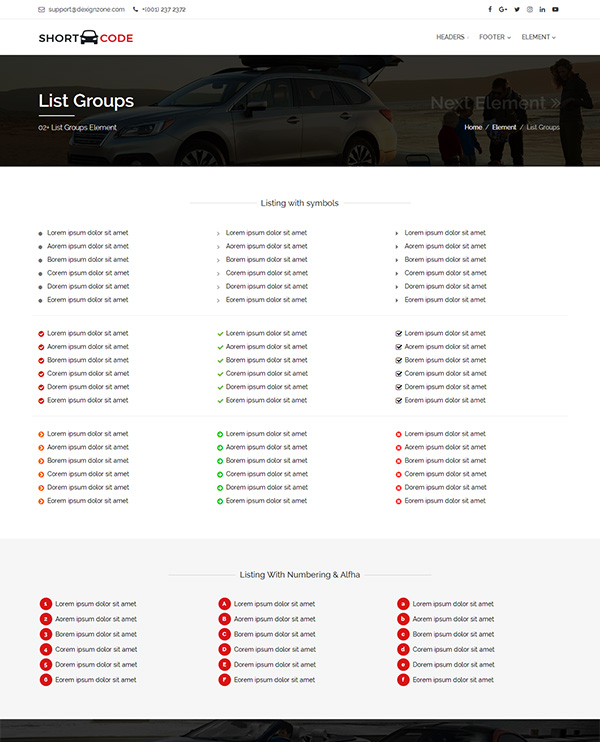 support@dexignzone.com +(001) 237 2372
SHORT CODE
HEADERS FOOTER ELEMENT
List Groups
Next Element »
02+ List Groups Element
Home / Element / List Groups
Listing with symbols
Lorem ipsum dolor sit amet Lorem ipsum dolor sit amet Lorem ipsum dolor sit amet
Aorem ipsum dolor sit amet Aorem ipsum dolor sit amet Aorem ipsum dolor sit amet
Borem ipsum dolor sit amet Borem ipsum dolor sit amet Borem ipsum dolor sit amet
Corem ipsum dolor sit amet Corem ipsum dolor sit amet Corem ipsum dolor sit amet
Dorem ipsum dolor sit amet Dorem ipsum dolor sit amet Dorem ipsum dolor sit amet
Eorem ipsum dolor sit amet Eorem ipsum dolor sit amet Eorem ipsum dolor sit amet
Lorem ipsum dolor sit amet Lorem ipsum dolor sit amet Lorem ipsum dolor sit amet
Aorem ipsum dolor sit amet Aorem ipsum dolor sit amet Aorem ipsum dolor sit amet
Borem ipsum dolor sit amet Borem ipsum dolor sit amet Borem ipsum dolor sit amet
Corem ipsum dolor sit amet Corem ipsum dolor sit amet Corem ipsum dolor sit amet
Dorem ipsum dolor sit amet Dorem ipsum dolor sit amet Dorem ipsum dolor sit amet
Eorem ipsum dolor sit amet Eorem ipsum dolor sit amet Eorem ipsum dolor sit amet
Lorem ipsum dolor sit amet Lorem ipsum dolor sit amet Lorem ipsum dolor sit amet
Aorem ipsum dolor sit amet Aorem ipsum dolor sit amet Aorem ipsum dolor sit amet
Borem ipsum dolor sit amet Borem ipsum dolor sit amet Borem ipsum dolor sit amet
Corem ipsum dolor sit amet Corem ipsum dolor sit amet Corem ipsum dolor sit amet
Dorem ipsum dolor sit amet Dorem ipsum dolor sit amet Dorem ipsum dolor sit amet
Eorem ipsum dolor sit amet Eorem ipsum dolor sit amet Eorem ipsum dolor sit amet
Listing With Numbering & Alfha
1 Lorem ipsum dolor sit amet A Lorem ipsum dolor sit amet a Lorem ipsum dolor sit amet
2 Aorem ipsum dolor sit amet B Aorem ipsum dolor sit amet b Aorem ipsum dolor sit amet
3 Borem ipsum dolor sit amet C Borem ipsum dolor sit amet c Borem ipsum dolor sit amet
4 Corem ipsum dolor sit amet D Corem ipsum dolor sit amet d Corem ipsum dolor sit amet
5 Dorem ipsum dolor sit amet E Dorem ipsum dolor sit amet e Dorem ipsum dolor sit amet
6 Eorem ipsum dolor sit amet F Eorem ipsum dolor sit amet f Eorem ipsum dolor sit amet